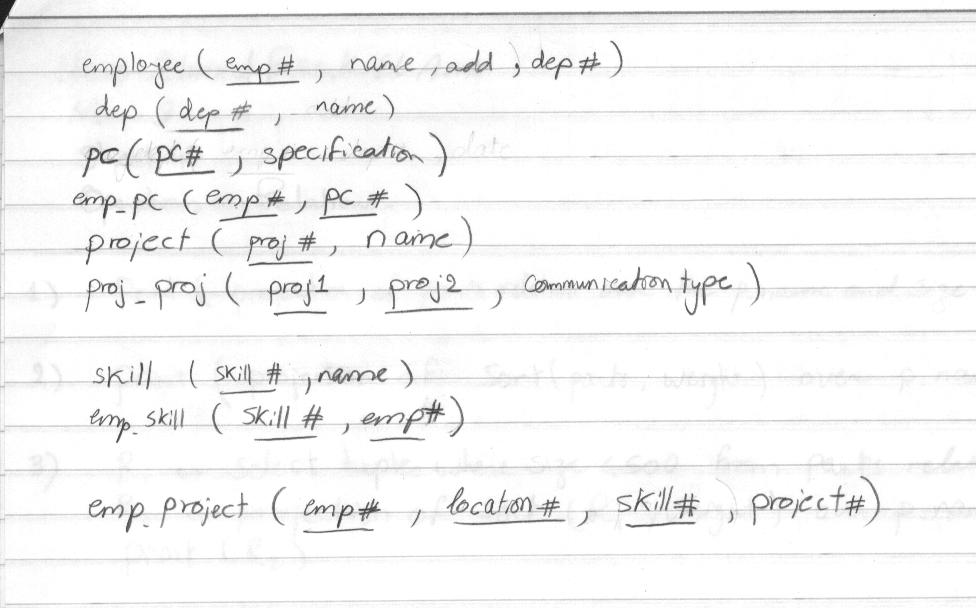 employee ( emp # , name , add , dep # )
dep ( dep # , name )
pc ( pc# , specification )
emp_pc ( emp # , pc # )
project ( proj # , name )
proj_proj ( proj1 , proj2 , Communication type )
skill ( skill # , name )
emp_skill ( skill # , emp# )
emp_project ( emp# , location # , skill# , project# )